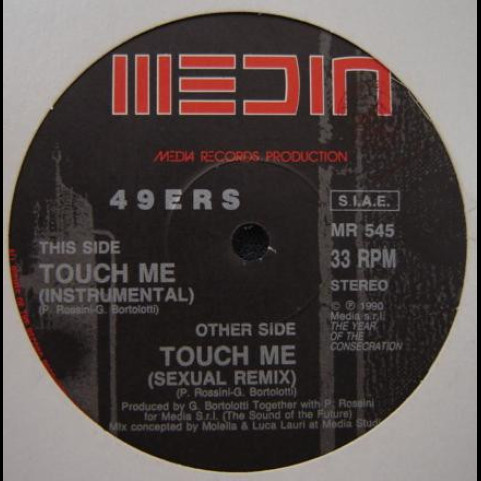 MEDIA
MEDIA RECORDS PRODUCTION
49ERS
S.I.A.E.
MR 545
33 RPM
STEREO
THIS SIDE
TOUCH ME
(INSTRUMENTAL)
(P. Rossini-G. Bortolotti)
© ℗ 1990
Media s.r.l.
THE YEAR
OF THE
CONSECRATION
OTHER SIDE
TOUCH ME
(SEXUAL REMIX)
(P. Rossini-G. Bortolotti)
Produced by G. Bortolotti Together with P. Rossini
for Media S.r.l. (The Sound of the Future)
Mix concepted by Molella & Luca Lauri at Media